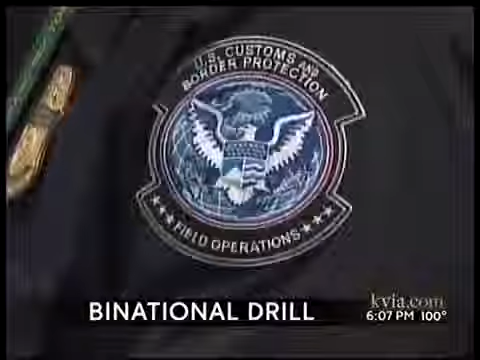 U.S. CUSTOMS AND
BORDER PROTECTION
FIELD OPERATIONS
BINATIONAL DRILL
kvia.com
6:07 PM 100°